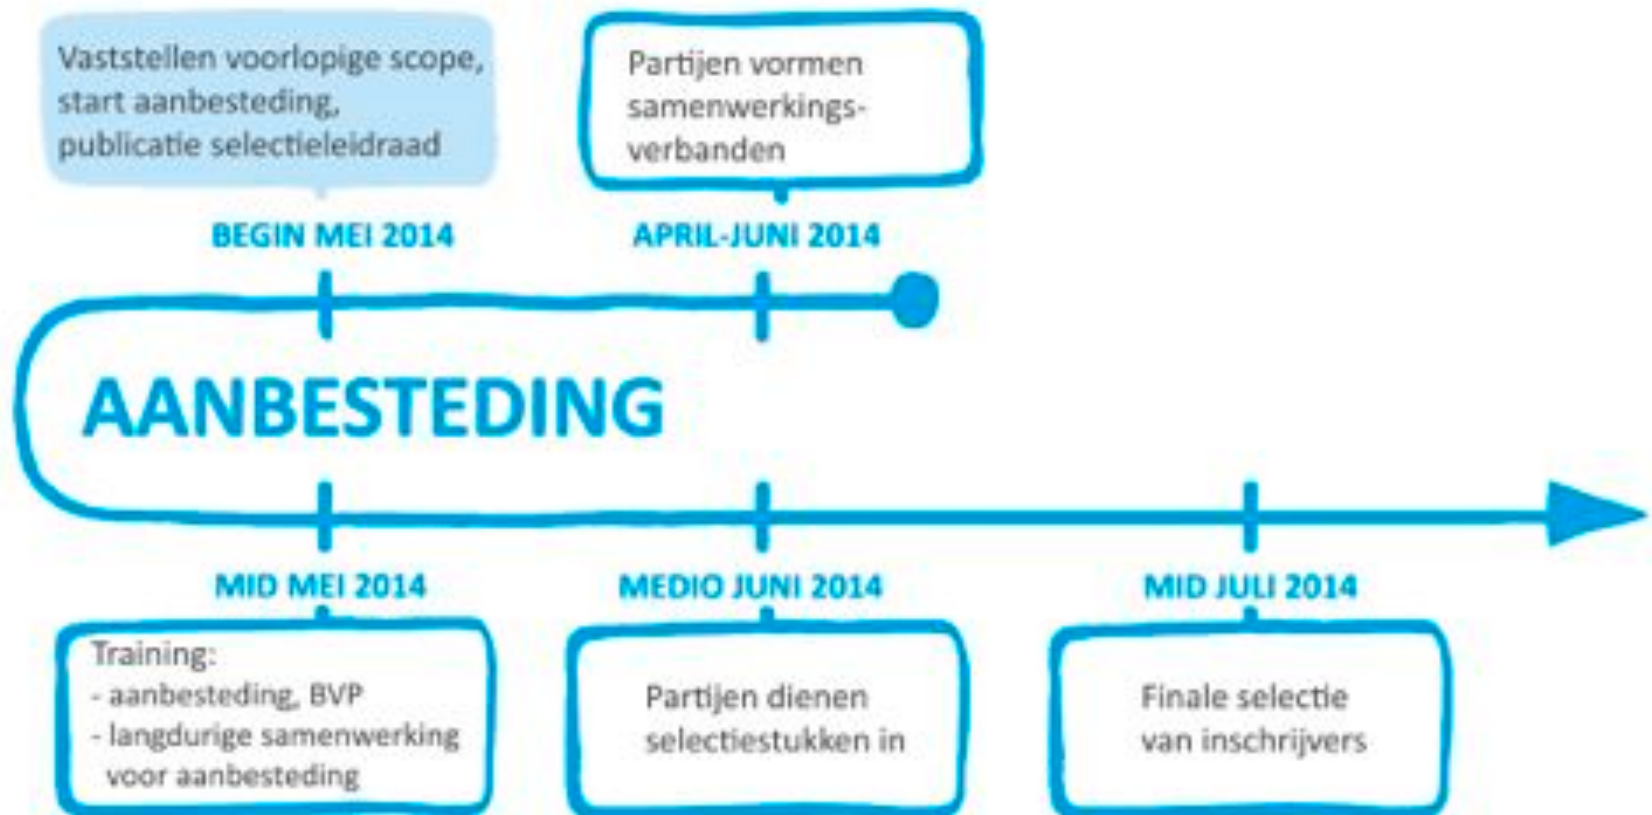 Vaststellen voorlopige scope,
start aanbesteding,
publicatie selectieleidraad
BEGIN MEI 2014
Partijen vormen
samenwerkings-
verbanden
APRIL-JUNI 2014
AANBESTEDING
MID MEI 2014
Training:
- aanbesteding, BVP
- langdurige samenwerking
voor aanbesteding
MEDIO JUNI 2014
Partijen dienen
selectiestukken in
MID JULI 2014
Finale selectie
van inschrijvers